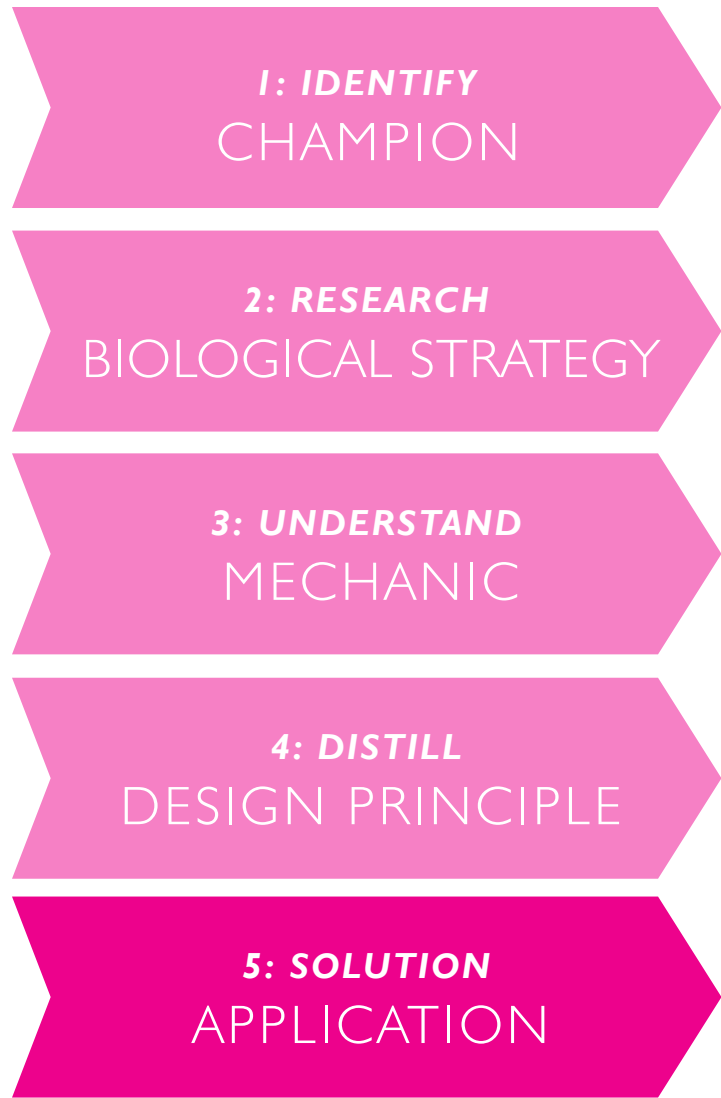 1: IDENTIFY
CHAMPION
2: RESEARCH
BIOLOGICAL STRATEGY
3: UNDERSTAND
MECHANIC
4: DISTILL
DESIGN PRINCIPLE
5: SOLUTION
APPLICATION